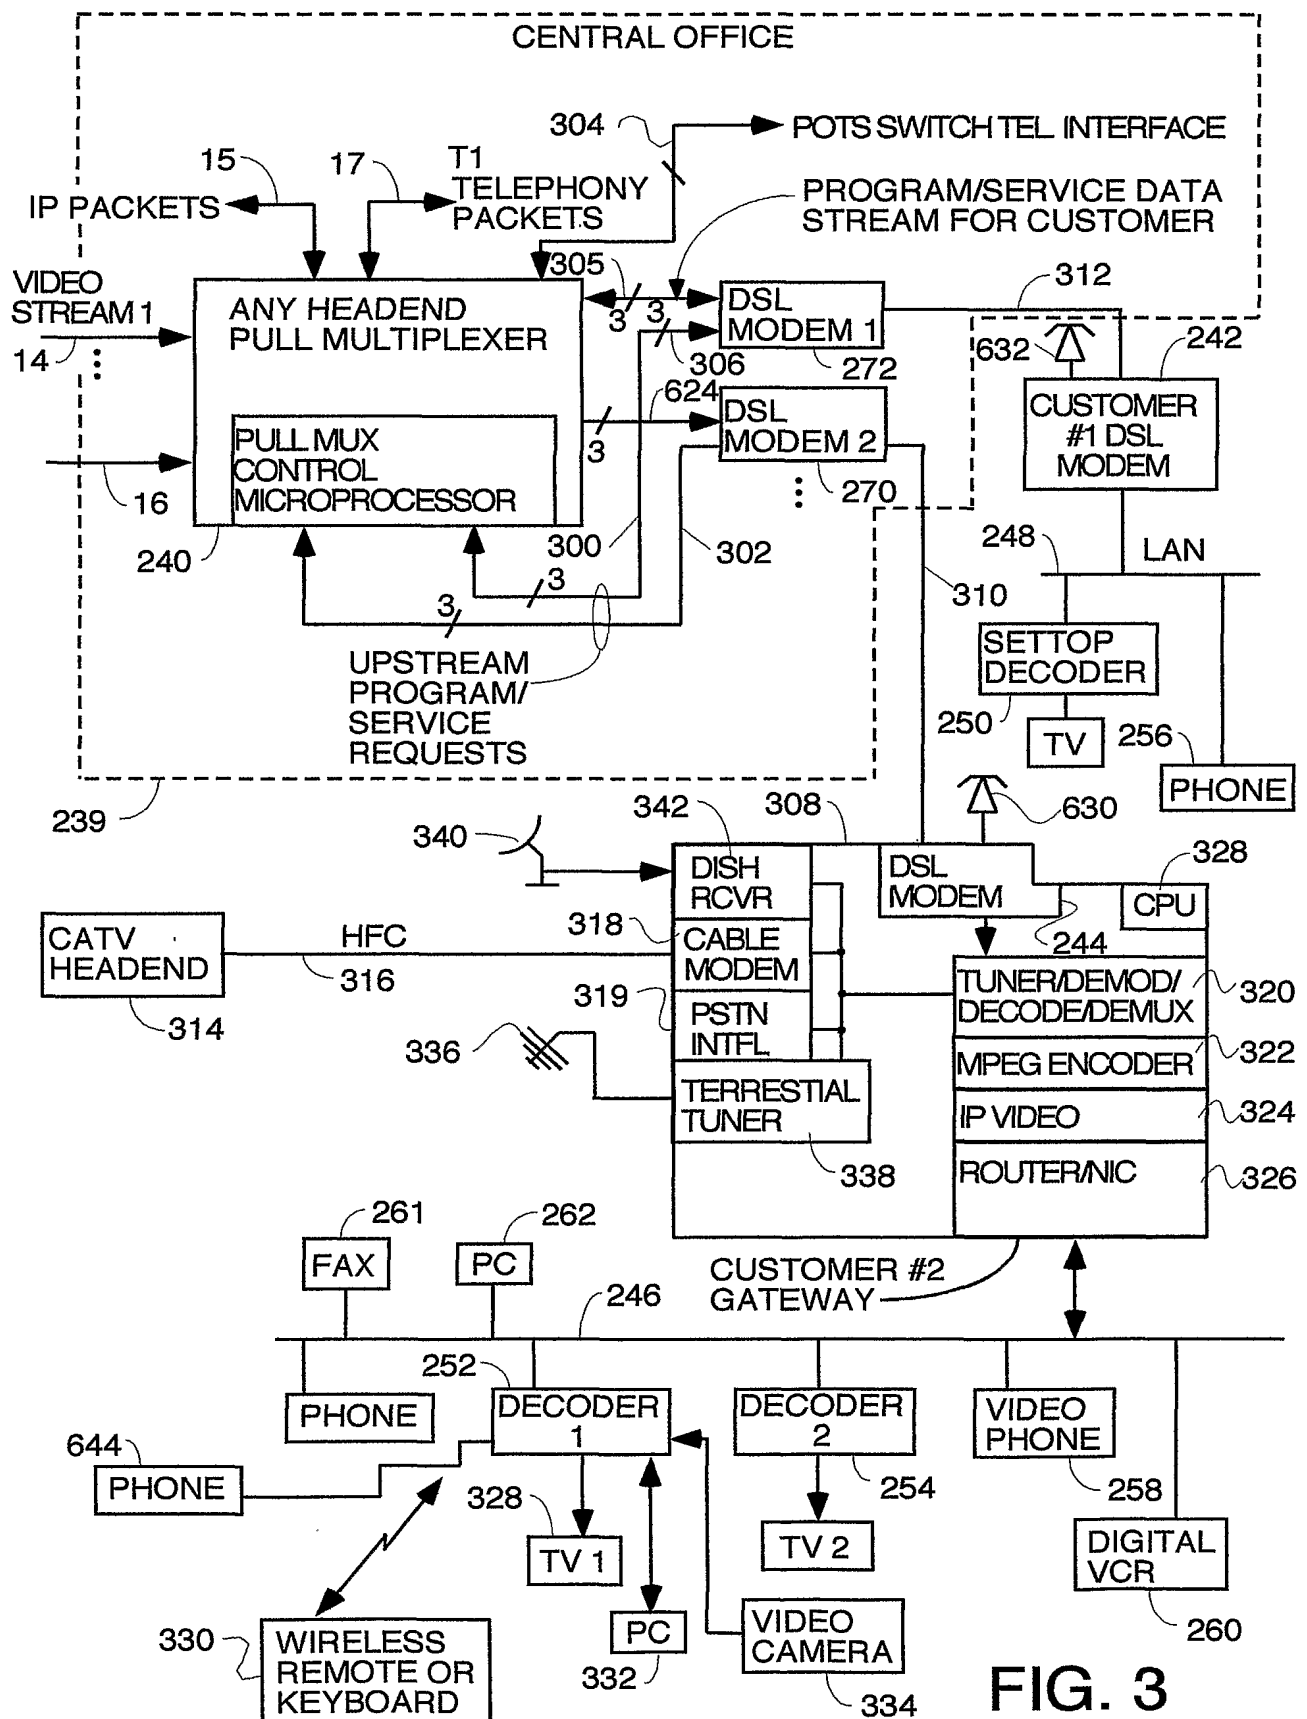 CENTRAL OFFICE
304
POTS SWITCH TEL INTERFACE
15
17
T1
TELEPHONY
PACKETS
IP PACKETS
PROGRAM/SERVICE DATA
STREAM FOR CUSTOMER
305
VIDEO
STREAM 1
14
ANY HEADEND
PULL MULTIPLEXER
3
3
DSL
MODEM 1
312
306
272
632
242
624
3
DSL
MODEM 2
CUSTOMER
#1 DSL
MODEM
PULL MUX
CONTROL
MICROPROCESSOR
16
240
300
302
270
248
LAN
3
3
310
SETTOP
DECODER
UPSTREAM
PROGRAM/
SERVICE
REQUESTS
250
TV
256
PHONE
239
342
308
630
340
328
DISH
RCVR
DSL
MODEM
CPU
CATV
HEADEND
HFC
318
CABLE
MODEM
244
316
314
319
TUNER/DEMOD/
DECODE/DEMUX
320
PSTN
INTFL
336
MPEG ENCODER
322
TERRESTIAL
TUNER
IP VIDEO
324
338
ROUTER/NIC
326
261
262
FAX
PC
CUSTOMER #2
GATEWAY
246
252
PHONE
DECODER
1
DECODER
2
VIDEO
PHONE
644
PHONE
328
254
258
TV 1
TV 2
DIGITAL
VCR
330
WIRELESS
REMOTE OR
KEYBOARD
PC
332
VIDEO
CAMERA
334
260
FIG. 3